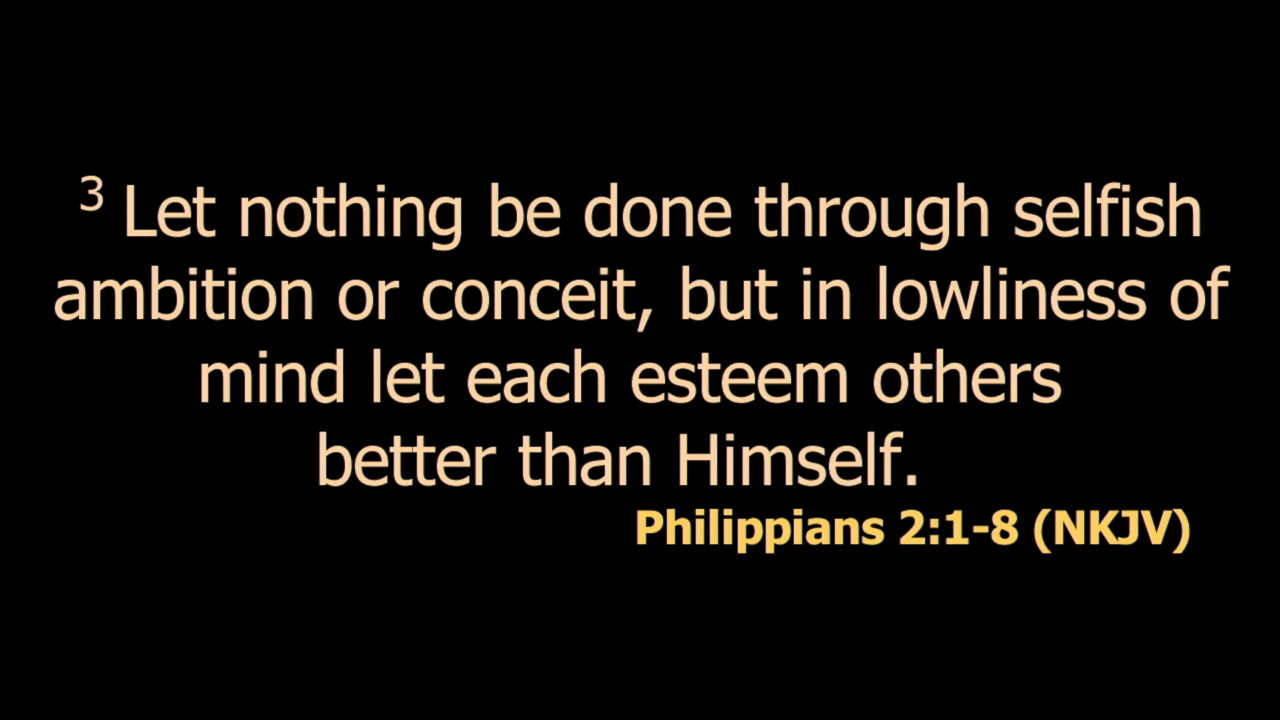 3 Let nothing be done through selfish
ambition or conceit, but in lowliness of
mind let each esteem others
better than Himself.
Philippians 2:1-8 (NKJV)